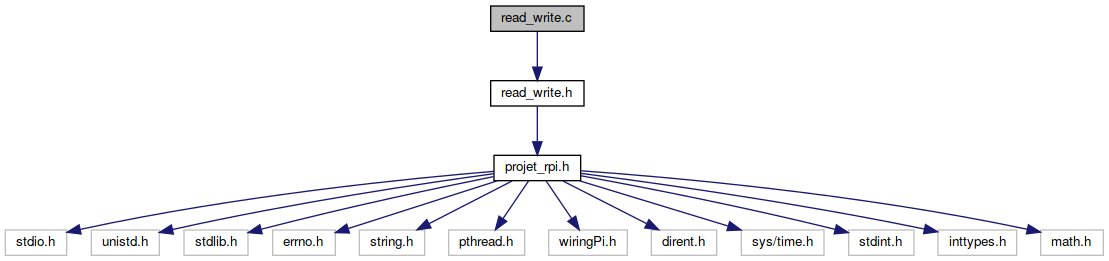 read_write.c
read_write.h
projet_rpi.h
stdio.h
unistd.h
stdlib.h
errno.h
string.h
pthread.h
wiringPi.h
dirent.h
sys/time.h
stdint.h
inttypes.h
math.h